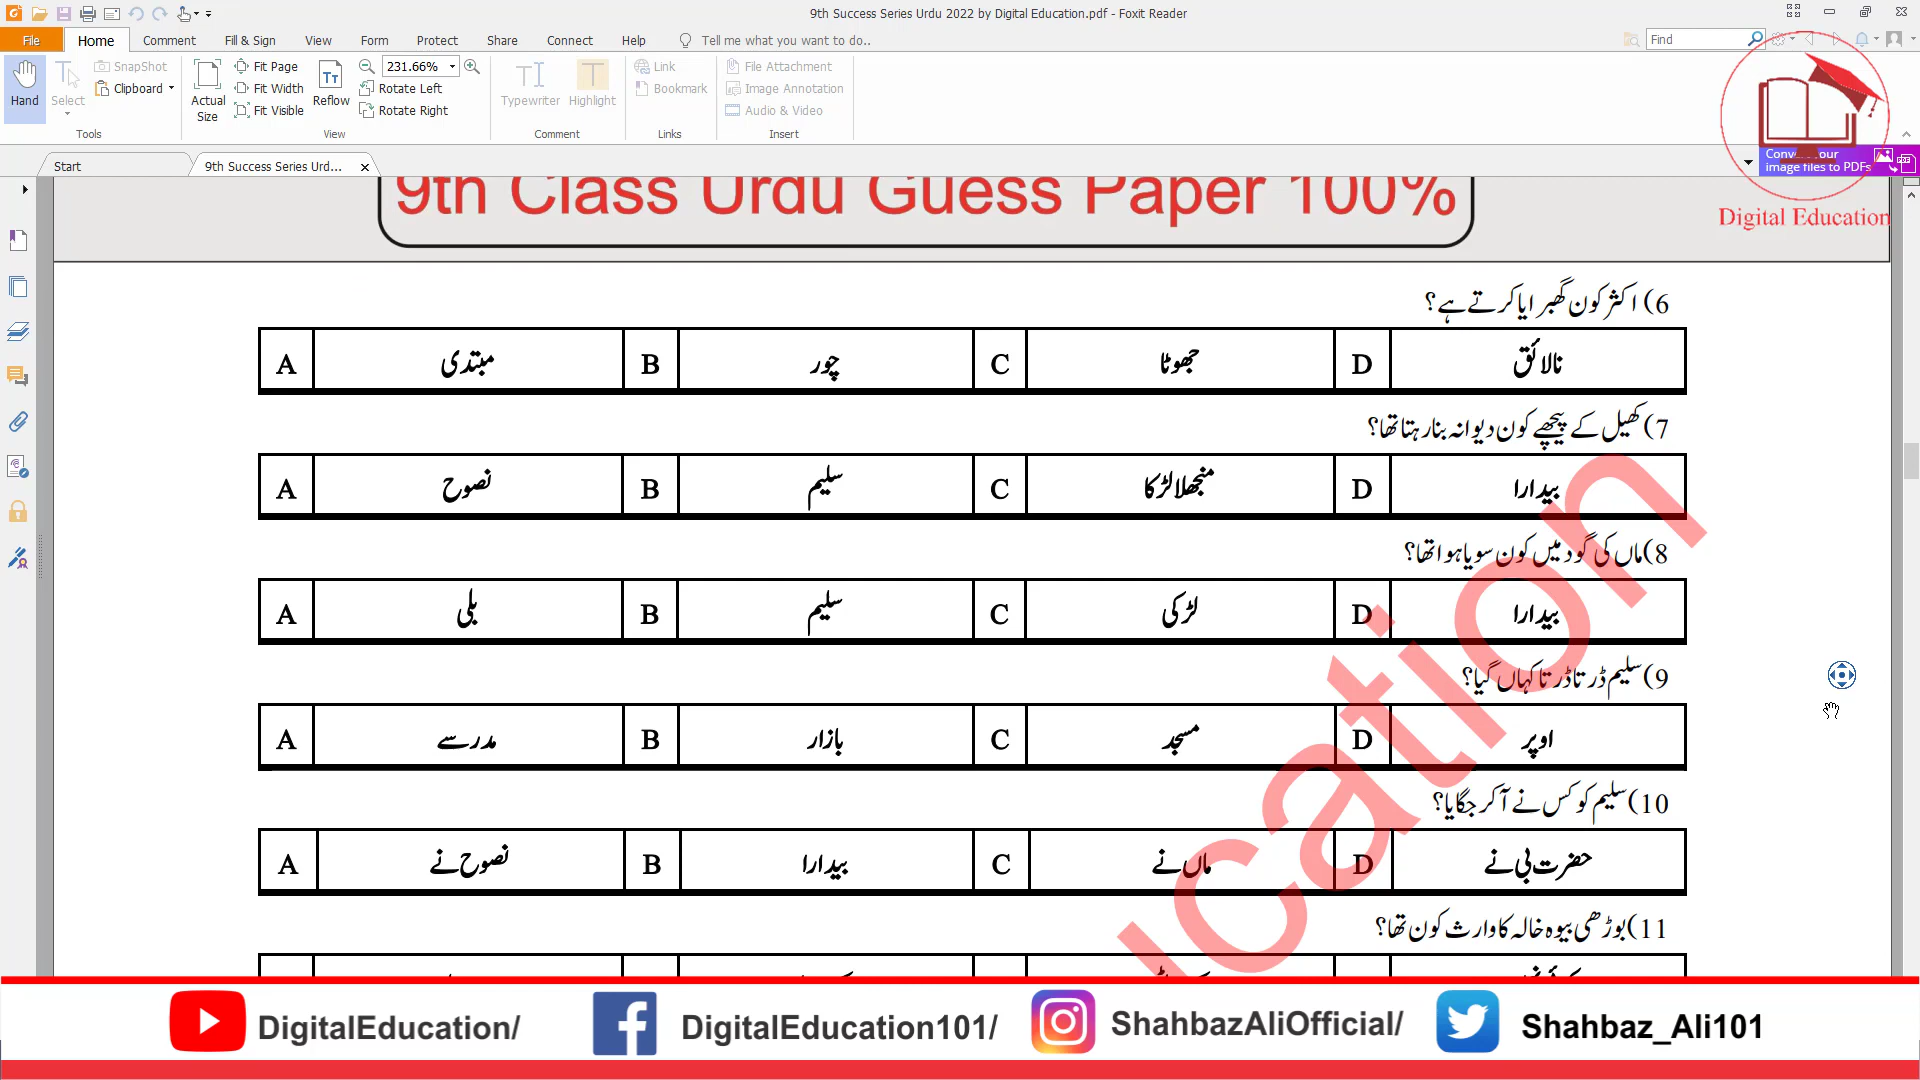 9th Success Series Urdu 2022 by Digital Education.pdf - Foxit Reader
File Home Comment Fill & Sign View Form Protect Share Connect Help Tell me what you want to do.. Find
Hand
Select
SnapShot
Clipboard
Tools
Actual Size
Fit Page
Fit Width
Fit Visible
Reflow
231.66%
Rotate Left
Rotate Right
View
Typewriter
Highlight
Comment
Link
Bookmark
Links
File Attachment
Image Annotation
Audio & Video
Insert
Start
9th Success Series Urd...
image files to PDFs
Digital Education
9th Class Urdu Guess Paper 100%
6) اکثر کون گھبرایا کرتے ہے؟
A مبتدی B چور C جھوٹا D نالائق
7) کھیل کے پیچھے کون دیوانہ بنا رہتا تھا؟
A نصوح B سلیم C منجھلا لڑکا D بیدارا
8) ماں کی گود میں کون سویا ہوا تھا؟
A بلی B سلیم C لڑکی D بیدارا
9) سلیم ڈرتا ڈرتا کہاں گیا؟
A مدرسے B بازار C مسجد D اوپر
10) سلیم کو کس نے آکر جگایا؟
A نصوح نے B بیدارا C ماں نے D حضرت بی نے
11) بوڑھی بیوہ خالہ کا وارث کون تھا؟
ication
DigitalEducation/
DigitalEducation101/
ShahbazAliOfficial/
Shahbaz_Ali101